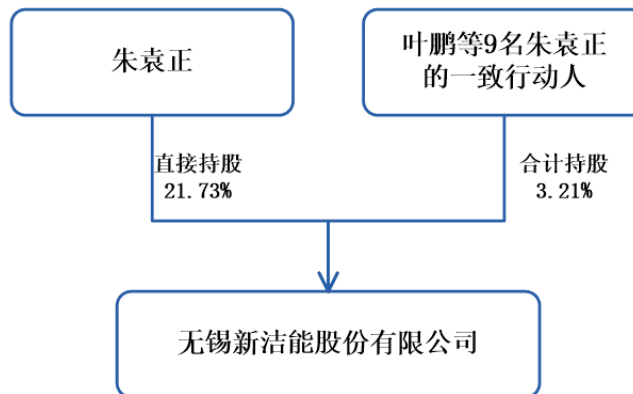 朱袁正
叶鹏等9名朱袁正
的一致行动人
直接持股
21.73%
合计持股
3.21%
无锡新洁能股份有限公司